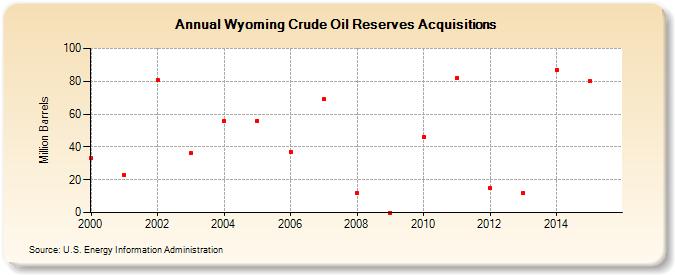 Annual Wyoming Crude Oil Reserves Acquisitions
Million Barrels
100
80
60
40
20
0
2000 2002 2004 2006 2008 2010 2012 2014
Source: U.S. Energy Information Administration